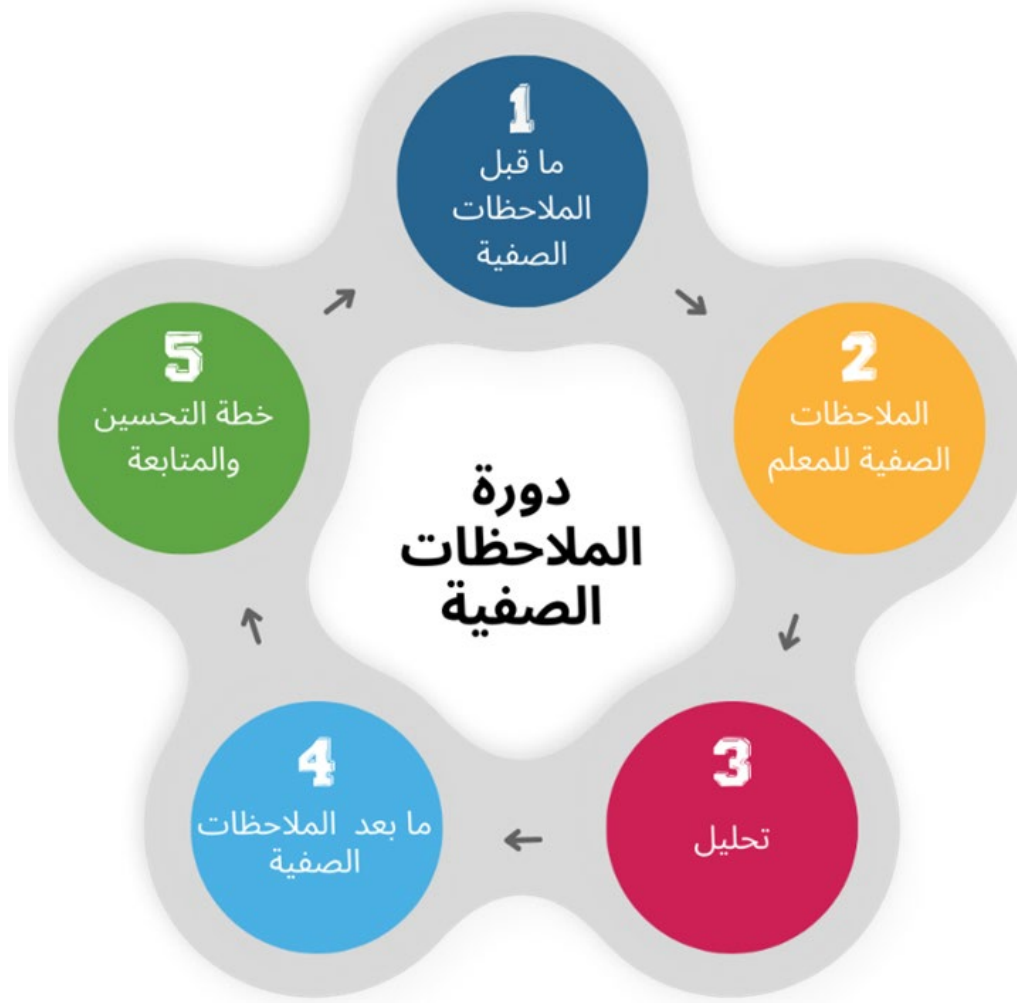 1
ما قبل
الملاحظات
الصفية
2
الملاحظات
الصفية للمعلم
3
تحليل
4
ما بعد الملاحظات
الصفية
5
خطة التحسين
والمتابعة
دورة
الملاحظات
الصفية